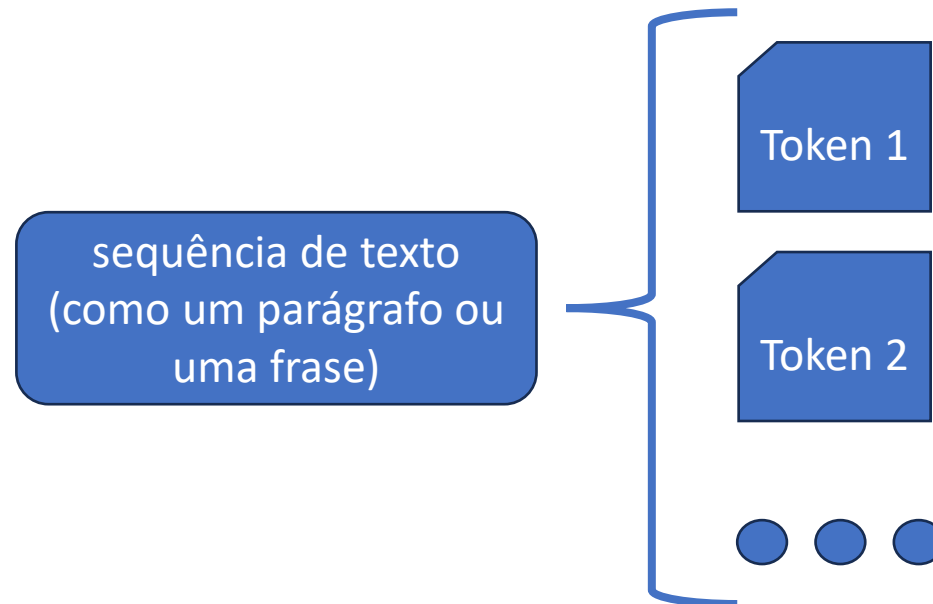 sequência de texto
(como um parágrafo ou
uma frase)
Token 1
Token 2